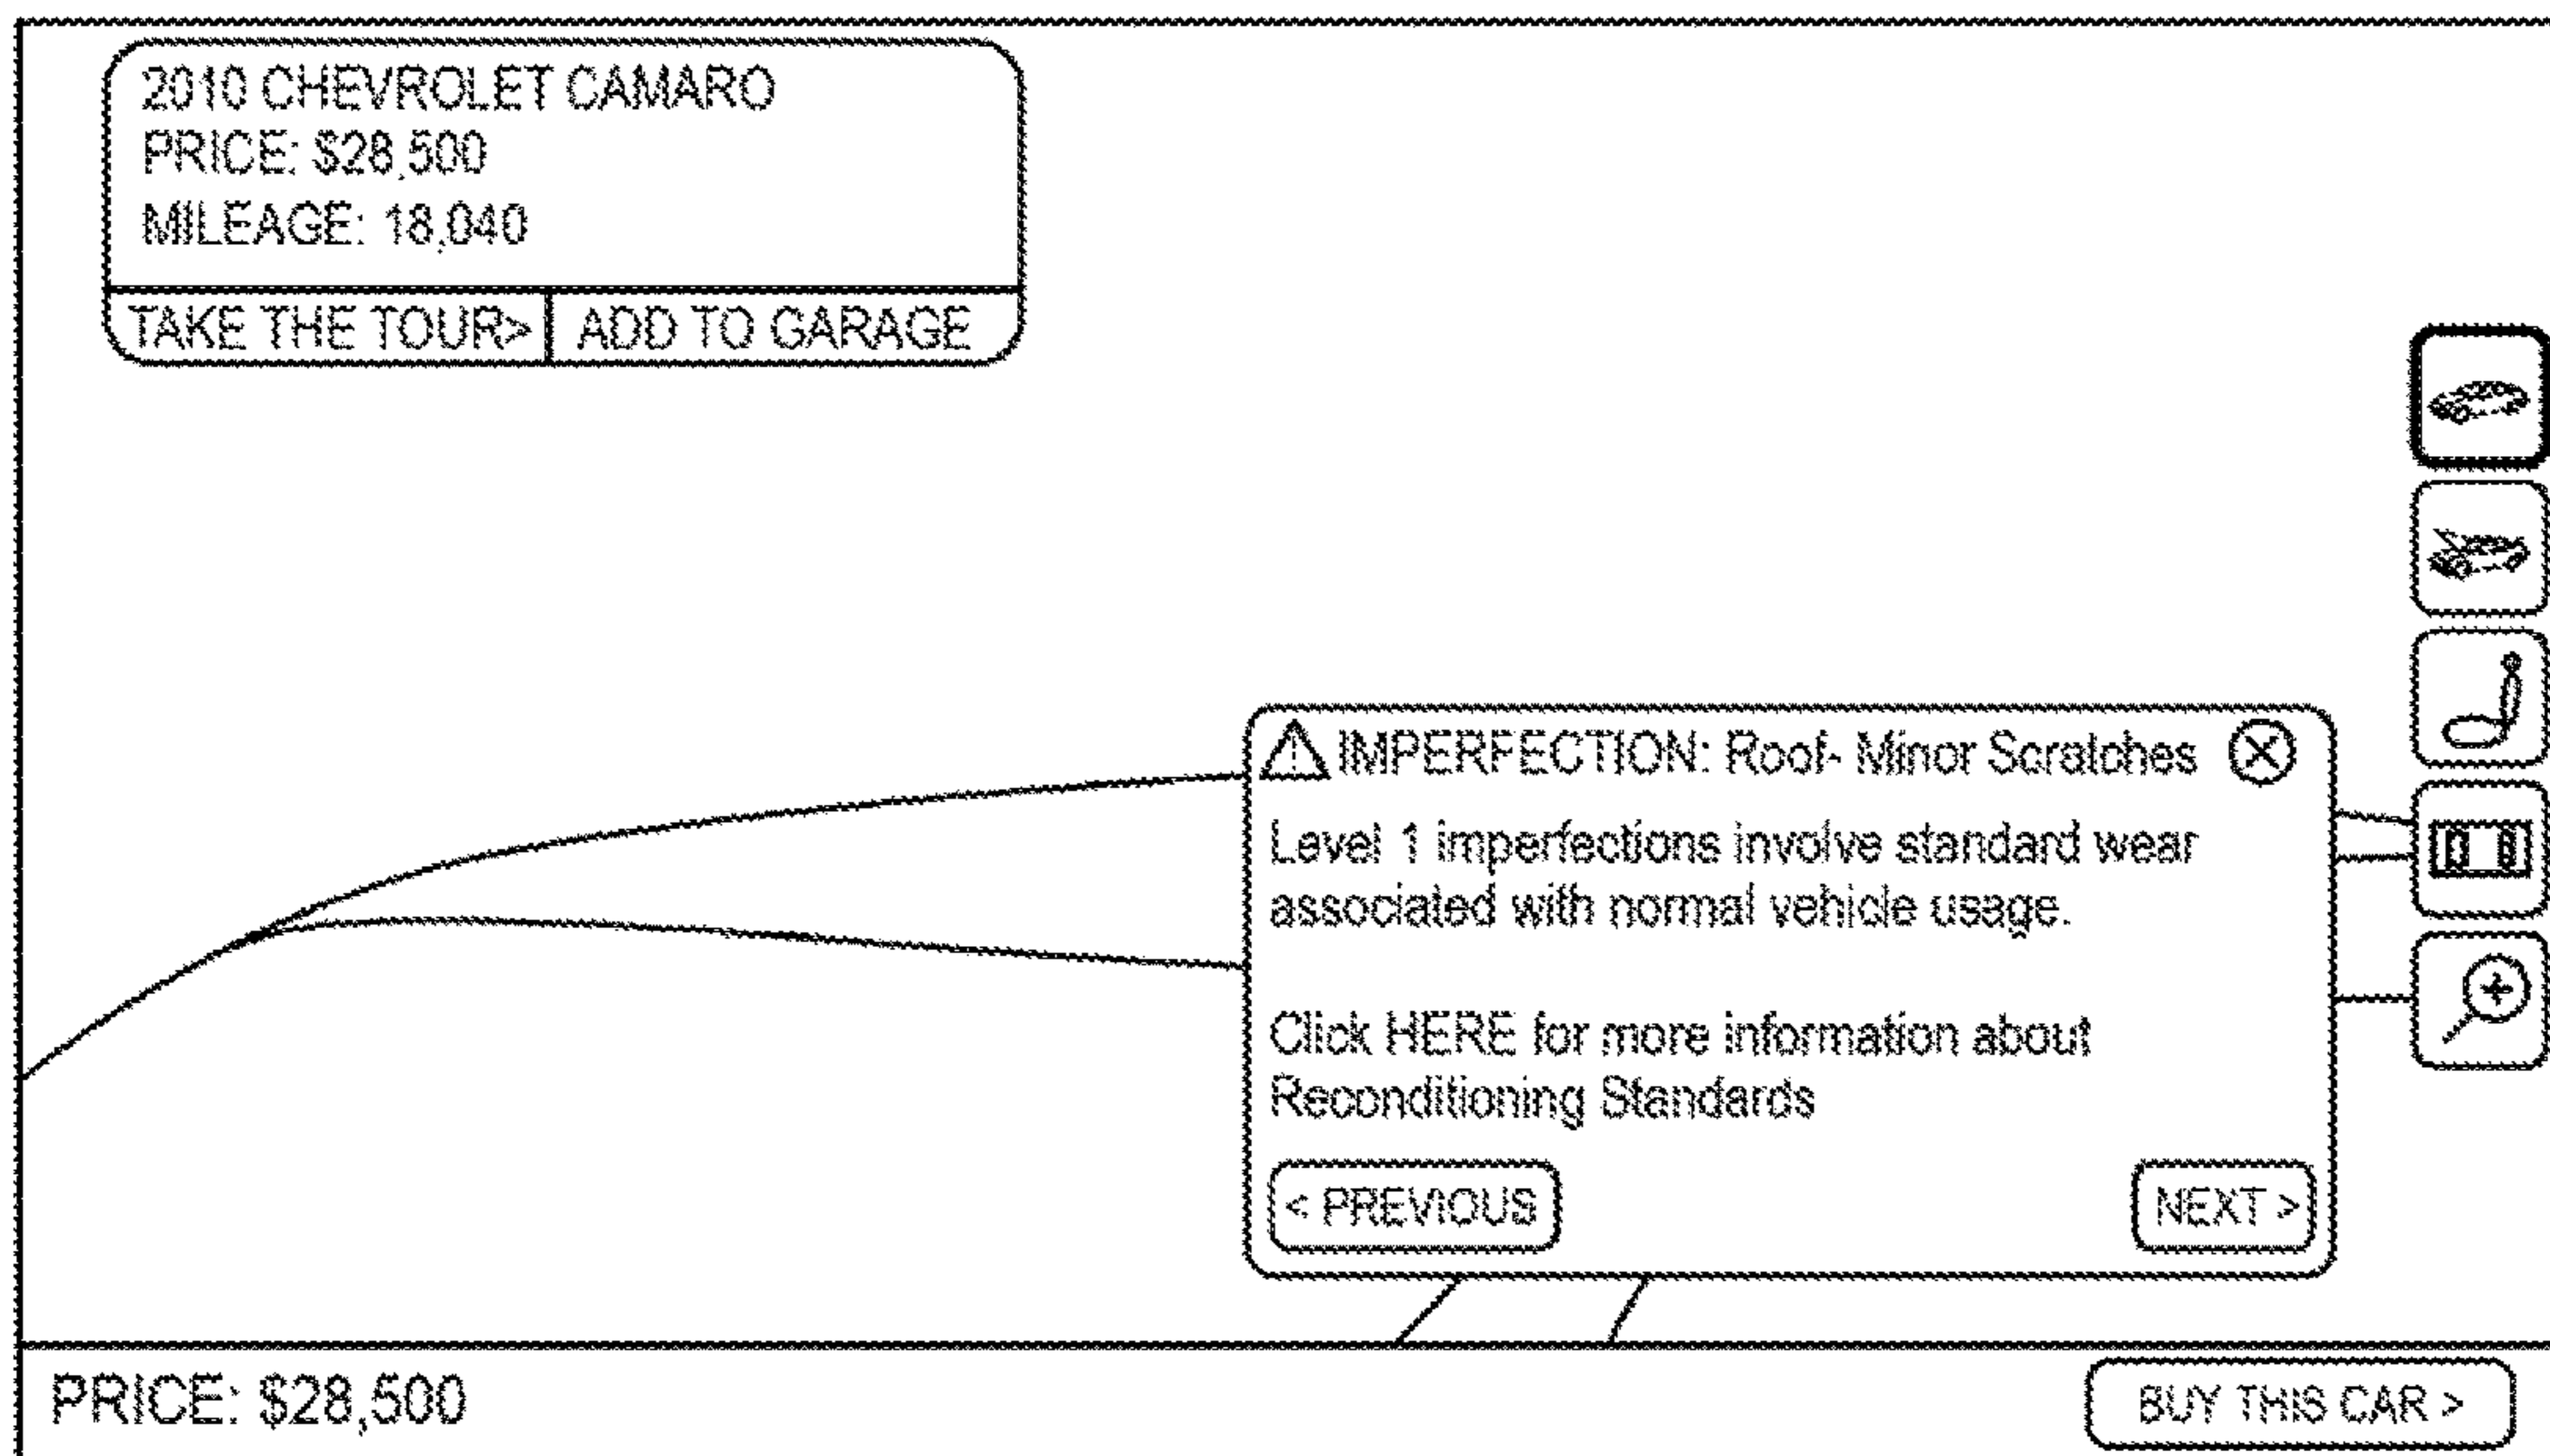 2010 CHEVROLET CAMARO
PRICE: $28,500
MILEAGE: 18,040
TAKE THE TOUR> ADD TO GARAGE
IMPERFECTION: Roof- Minor Scratches
Level 1 imperfections involve standard wear
associated with normal vehicle usage.
Click HERE for more information about
Reconditioning Standards
< PREVIOUS NEXT >
PRICE: $28,500 BUY THIS CAR >